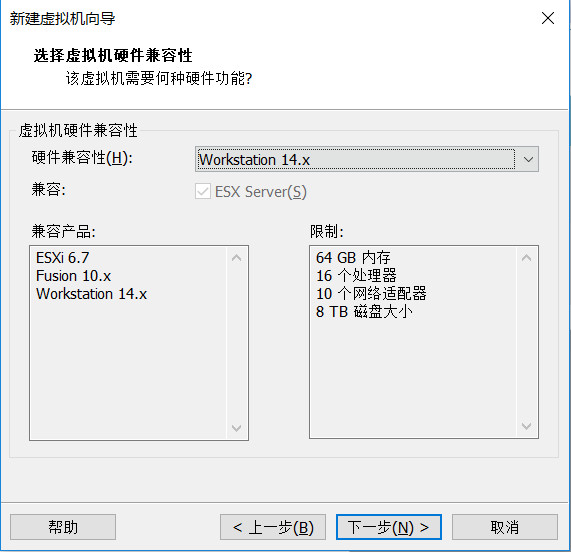 新建虚拟机向导
选择虚拟机硬件兼容性
该虚拟机需要何种硬件功能?
虚拟机硬件兼容性
硬件兼容性(H): Workstation 14.x
兼容: ESX Server(S)
兼容产品:
ESXi 6.7
Fusion 10.x
Workstation 14.x
限制:
64 GB 内存
16 个处理器
10 个网络适配器
8 TB 磁盘大小
帮助 < 上一步(B) 下一步(N) > 取消